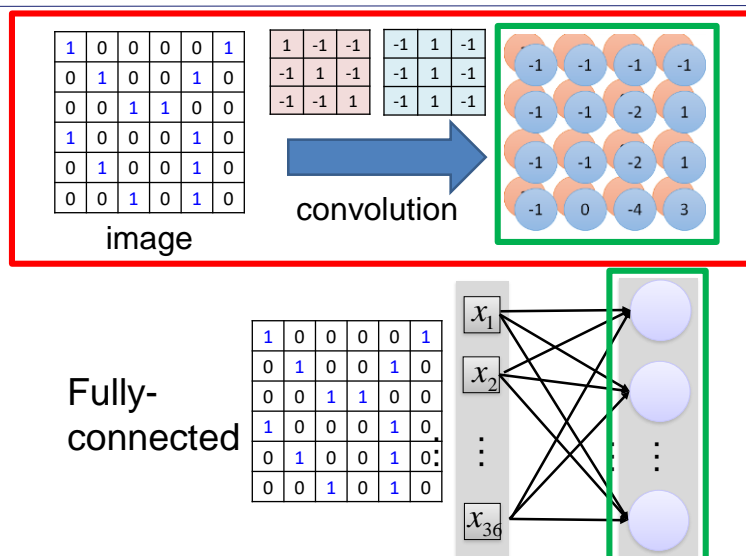 1 0 0 0 0 1
0 1 0 0 1 0
0 0 1 1 0 0
1 0 0 0 1 0
0 1 0 0 1 0
0 0 1 0 1 0
image
1 -1 -1
-1 1 -1
-1 -1 1
-1 1 -1
-1 1 -1
-1 1 -1
convolution
-1 -1 -1 -1
-1 -1 -2 1
-1 -1 -2 1
-1 0 -4 3
Fully-
connected
1 0 0 0 0 1
0 1 0 0 1 0
0 0 1 1 0 0
1 0 0 0 1 0
0 1 0 0 1 0
0 0 1 0 1 0
x1
x2
⋮
x36
⋮